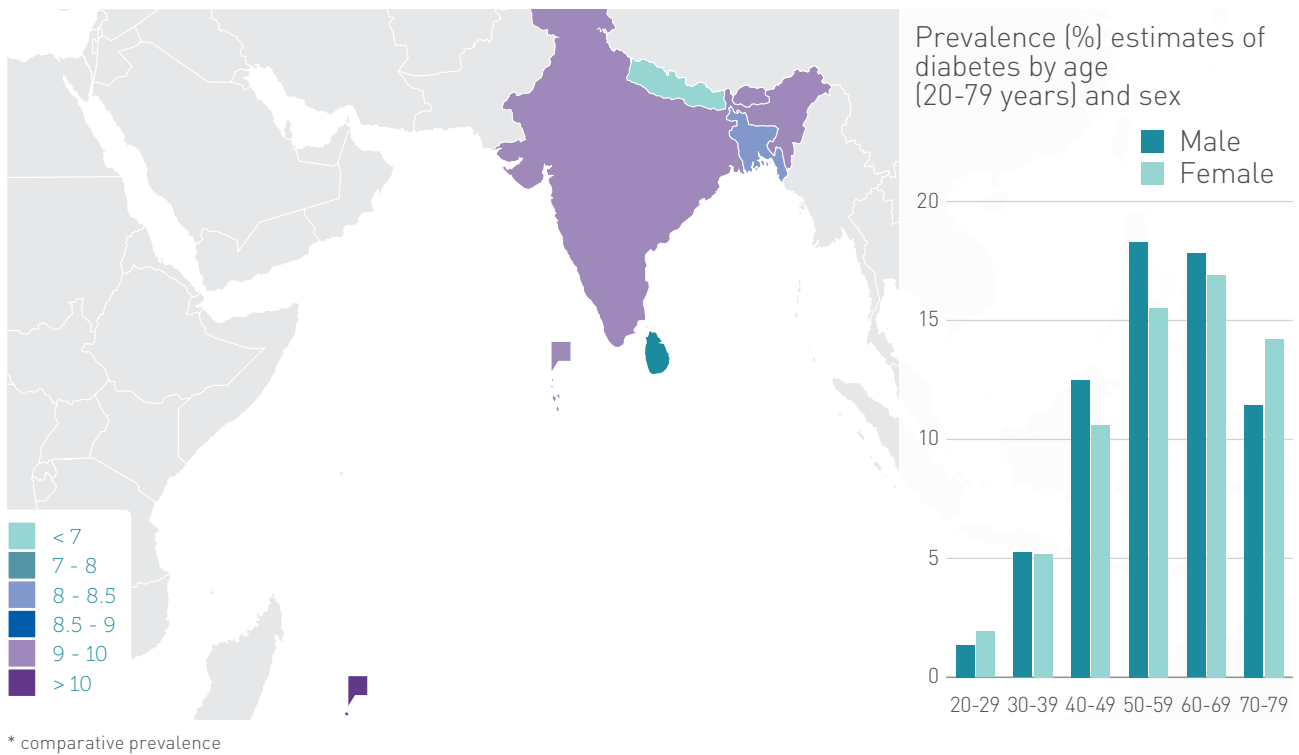 Prevalence (%) estimates of
diabetes by age
(20-79 years) and sex
Male
Female
20
15
10
5
0
20-29 30-39 40-49 50-59 60-69 70-79
< 7
7 - 8
8 - 8.5
8.5 - 9
9 - 10
> 10
* comparative prevalence